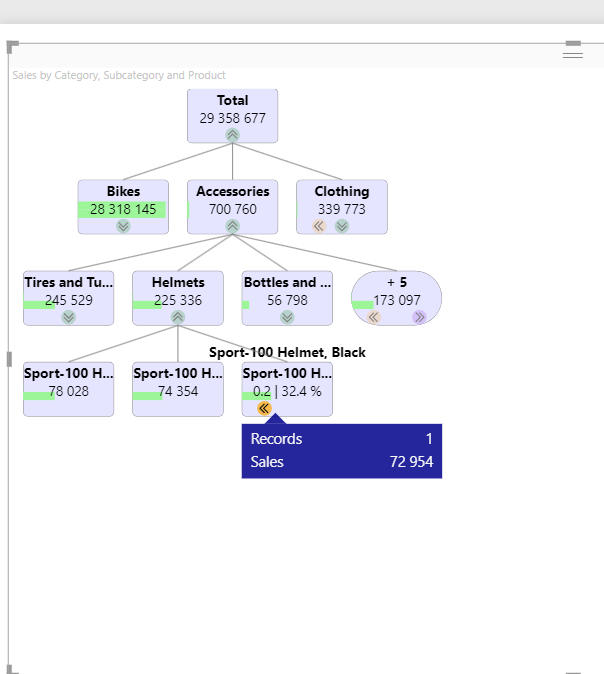 Sales by Category, Subcategory and Product
Total
29 358 677
Bikes
28 318 145
Accessories
700 760
Clothing
339 773
Tires and Tu...
245 529
Helmets
225 336
Bottles and ...
56 798
+ 5
173 097
Sport-100 Helmet, Black
Sport-100 H...
78 028
Sport-100 H...
74 354
Sport-100 H...
0.2 | 32.4 %
Records 1
Sales 72 954